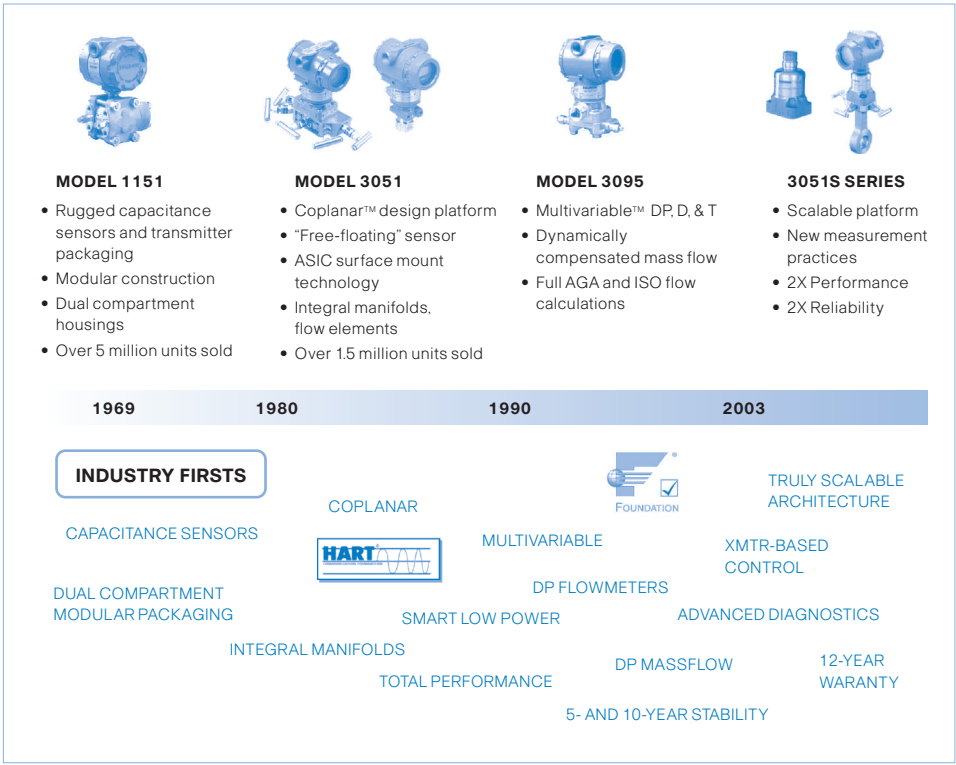 MODEL 1151
• Rugged capacitance
sensors and transmitter
packaging
• Modular construction
• Dual compartment
housings
• Over 5 million units sold
MODEL 3051
• Coplanar™ design platform
• “Free-floating” sensor
• ASIC surface mount
technology
• Integral manifolds,
flow elements
• Over 1.5 million units sold
MODEL 3095
• Multivariable™ DP, D, & T
• Dynamically
compensated mass flow
• Full AGA and ISO flow
calculations
3051S SERIES
• Scalable platform
• New measurement
practices
• 2X Performance
• 2X Reliability
1969 1980 1990 2003
INDUSTRY FIRSTS
CAPACITANCE SENSORS
DUAL COMPARTMENT
MODULAR PACKAGING
COPLANAR
HART
INTEGRAL MANIFOLDS
SMART LOW POWER
TOTAL PERFORMANCE
MULTIVARIABLE
DP FLOWMETERS
FOUNDATION
DP MASSFLOW
5- AND 10-YEAR STABILITY
TRULY SCALABLE
ARCHITECTURE
XMTR-BASED
CONTROL
ADVANCED DIAGNOSTICS
12-YEAR
WARANTY